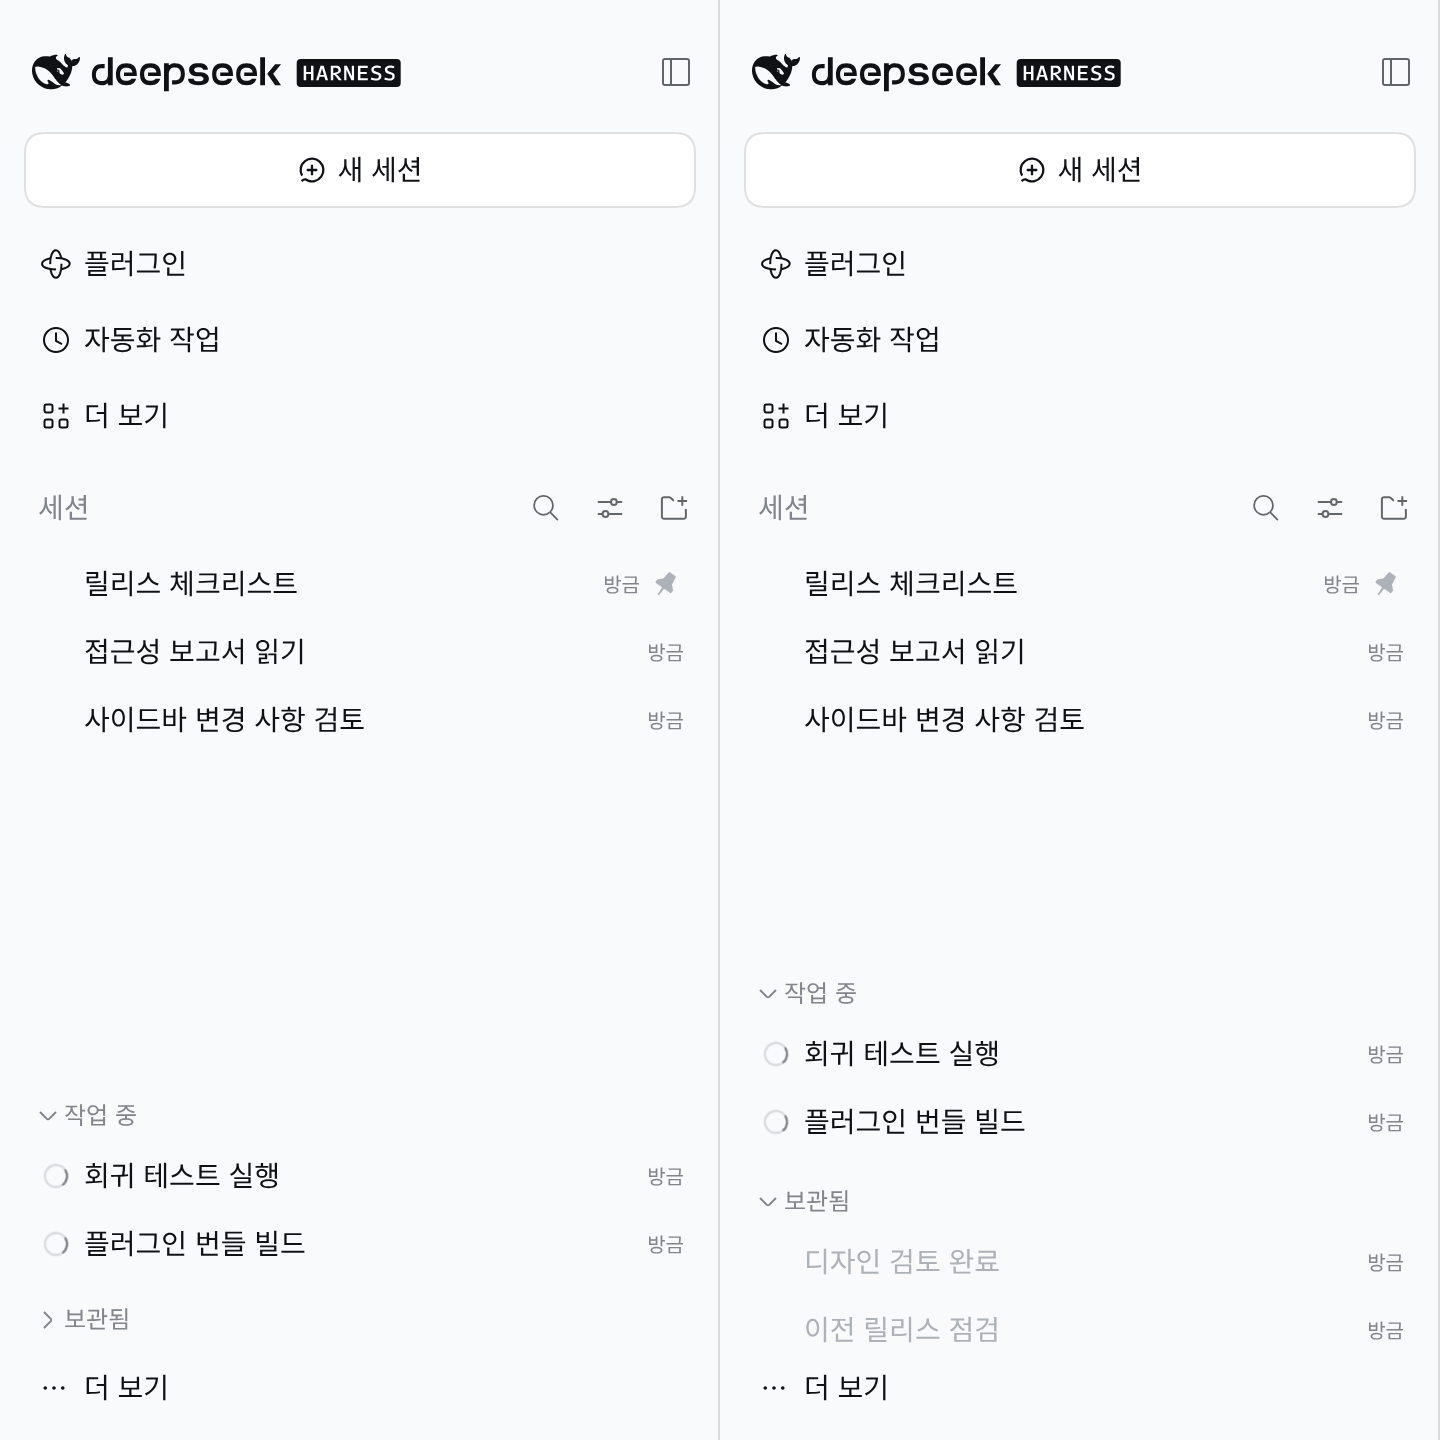 deepseek HARNESS
새 세션
플러그인
자동화 작업
더 보기
세션
릴리스 체크리스트 방금
접근성 보고서 읽기 방금
사이드바 변경 사항 검토 방금
작업 중
회귀 테스트 실행 방금
플러그인 번들 빌드 방금
보관됨
더 보기
deepseek HARNESS
새 세션
플러그인
자동화 작업
더 보기
세션
릴리스 체크리스트 방금
접근성 보고서 읽기 방금
사이드바 변경 사항 검토 방금
작업 중
회귀 테스트 실행 방금
플러그인 번들 빌드 방금
보관됨
디자인 검토 완료 방금
이전 릴리스 점검 방금
더 보기